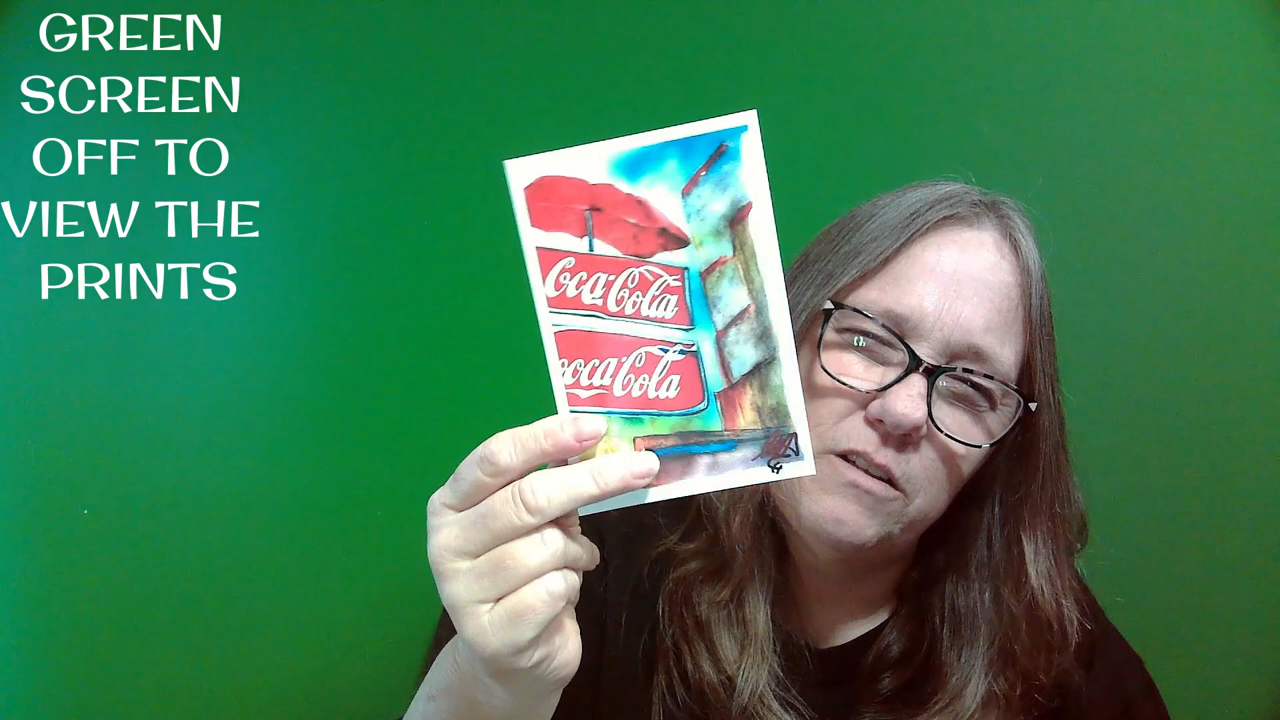 GREEN
SCREEN
OFF TO
VIEW THE
PRINTS
Coca-Cola
Coca-Cola